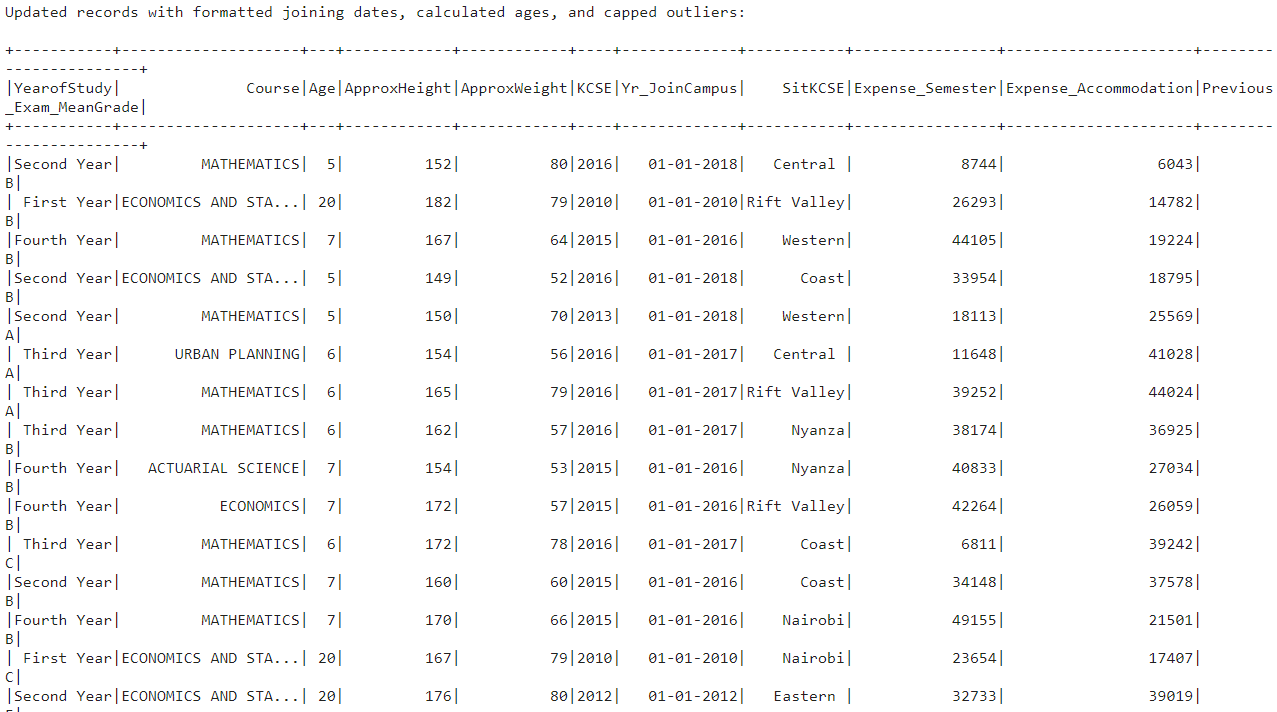 Updated records with formatted joining dates, calculated ages, and capped outliers:
+-----------+--------------------+---+------------+------------+----+-------------+-----------+----------------+---------------------+--------
---------------+
|YearofStudy|              Course|Age|ApproxHeight|ApproxWeight|KCSE|Yr_JoinCampus|    SitKCSE|Expense_Semester|Expense_Accommodation|Previous
_Exam_MeanGrade|
+-----------+--------------------+---+------------+------------+----+-------------+-----------+----------------+---------------------+--------
---------------+
|Second Year|         MATHEMATICS|  5|         152|          80|2016|   01-01-2018|   Central |            8744|                 6043|
B|
| First Year|ECONOMICS AND STA...| 20|         182|          79|2010|   01-01-2010|Rift Valley|           26293|                14782|
B|
|Fourth Year|         MATHEMATICS|  7|         167|          64|2015|   01-01-2016|    Western|           44105|                19224|
B|
|Second Year|ECONOMICS AND STA...|  5|         149|          52|2016|   01-01-2018|      Coast|           33954|                18795|
B|
|Second Year|         MATHEMATICS|  5|         150|          70|2013|   01-01-2018|    Western|           18113|                25569|
A|
| Third Year|      URBAN PLANNING|  6|         154|          56|2016|   01-01-2017|   Central |           11648|                41028|
A|
| Third Year|         MATHEMATICS|  6|         165|          79|2016|   01-01-2017|Rift Valley|           39252|                44024|
A|
| Third Year|         MATHEMATICS|  6|         162|          57|2016|   01-01-2017|     Nyanza|           38174|                36925|
B|
|Fourth Year|   ACTUARIAL SCIENCE|  7|         154|          53|2015|   01-01-2016|     Nyanza|           40833|                27034|
B|
|Fourth Year|           ECONOMICS|  7|         172|          57|2015|   01-01-2016|Rift Valley|           42264|                26059|
B|
| Third Year|         MATHEMATICS|  6|         172|          78|2016|   01-01-2017|      Coast|            6811|                39242|
C|
|Second Year|         MATHEMATICS|  7|         160|          60|2015|   01-01-2016|      Coast|           34148|                37578|
B|
|Fourth Year|         MATHEMATICS|  7|         170|          66|2015|   01-01-2016|    Nairobi|           49155|                21501|
B|
| First Year|ECONOMICS AND STA...| 20|         167|          79|2010|   01-01-2010|    Nairobi|           23654|                17407|
C|
|Second Year|ECONOMICS AND STA...| 20|         176|          80|2012|   01-01-2012|   Eastern |           32733|                39019|